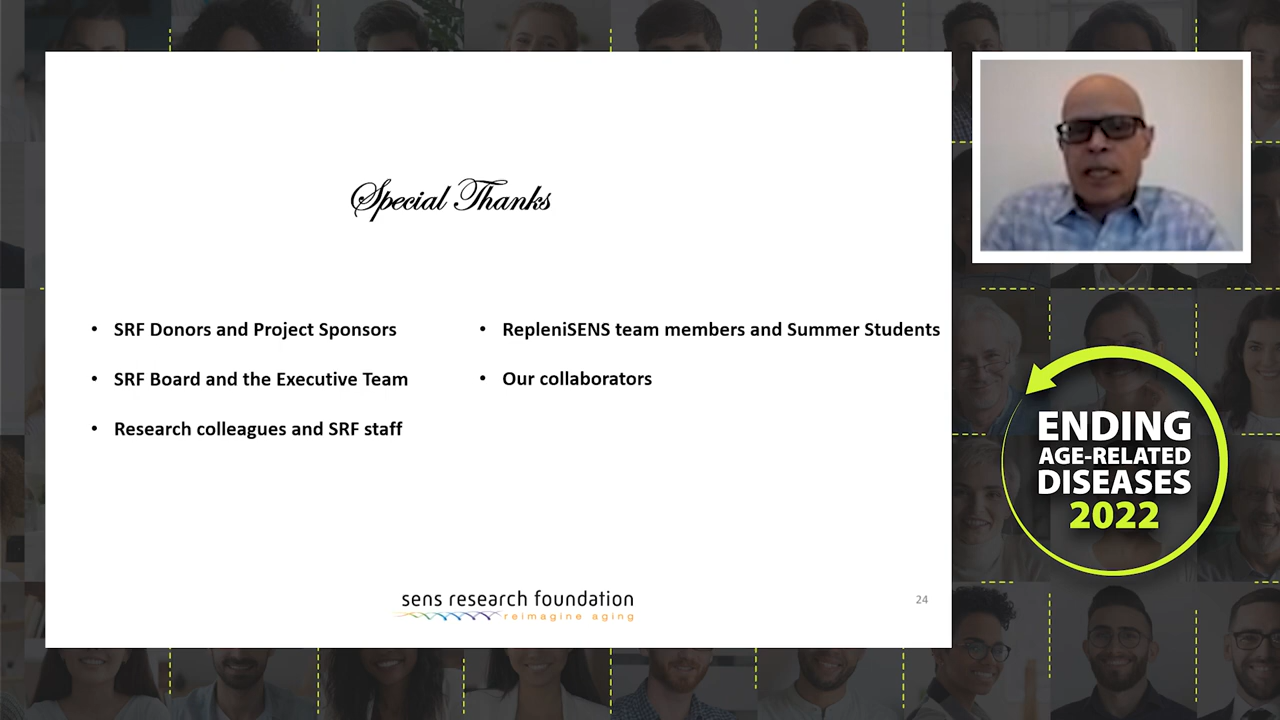 Special Thanks
• SRF Donors and Project Sponsors
• SRF Board and the Executive Team
• Research colleagues and SRF staff
• RepleniSENS team members and Summer Students
• Our collaborators
sens research foundation
reimagine aging
24
ENDING
AGE-RELATED
DISEASES
2022